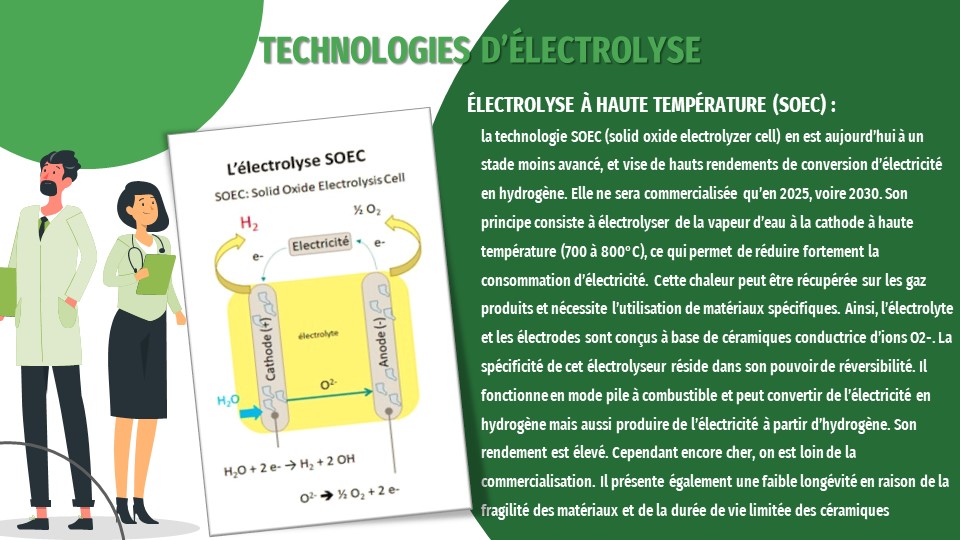 TECHNOLOGIES D'ÉLECTROLYSE
L'électrolyse SOEC
SOEC: Solid Oxide Electrolysis Cell
H₂
½ O₂
Electricité
e-
e-
Cathode (+)
électrolyte
Anode (-)
O²⁻
H₂O
H₂O + 2 e- → H₂ + 2 OH
O²⁻ → ½ O₂ + 2 e-
ÉLECTROLYSE À HAUTE TEMPÉRATURE (SOEC) :
la technologie SOEC (solid oxide electrolyzer cell) en est aujourd'hui à un
stade moins avancé, et vise de hauts rendements de conversion d'électricité
en hydrogène. Elle ne sera commercialisée qu'en 2025, voire 2030. Son
principe consiste à électrolyser de la vapeur d'eau à la cathode à haute
température (700 à 800°C), ce qui permet de réduire fortement la
consommation d'électricité. Cette chaleur peut être récupérée sur les gaz
produits et nécessite l'utilisation de matériaux spécifiques. Ainsi, l'électrolyte
et les électrodes sont conçus à base de céramiques conductrice d'ions O2-. La
spécificité de cet électrolyseur réside dans son pouvoir de réversibilité. Il
fonctionne en mode pile à combustible et peut convertir de l'électricité en
hydrogène mais aussi produire de l'électricité à partir d'hydrogène. Son
rendement est élevé. Cependant encore cher, on est loin de la
commercialisation. Il présente également une faible longévité en raison de la
fragilité des matériaux et de la durée de vie limitée des céramiques